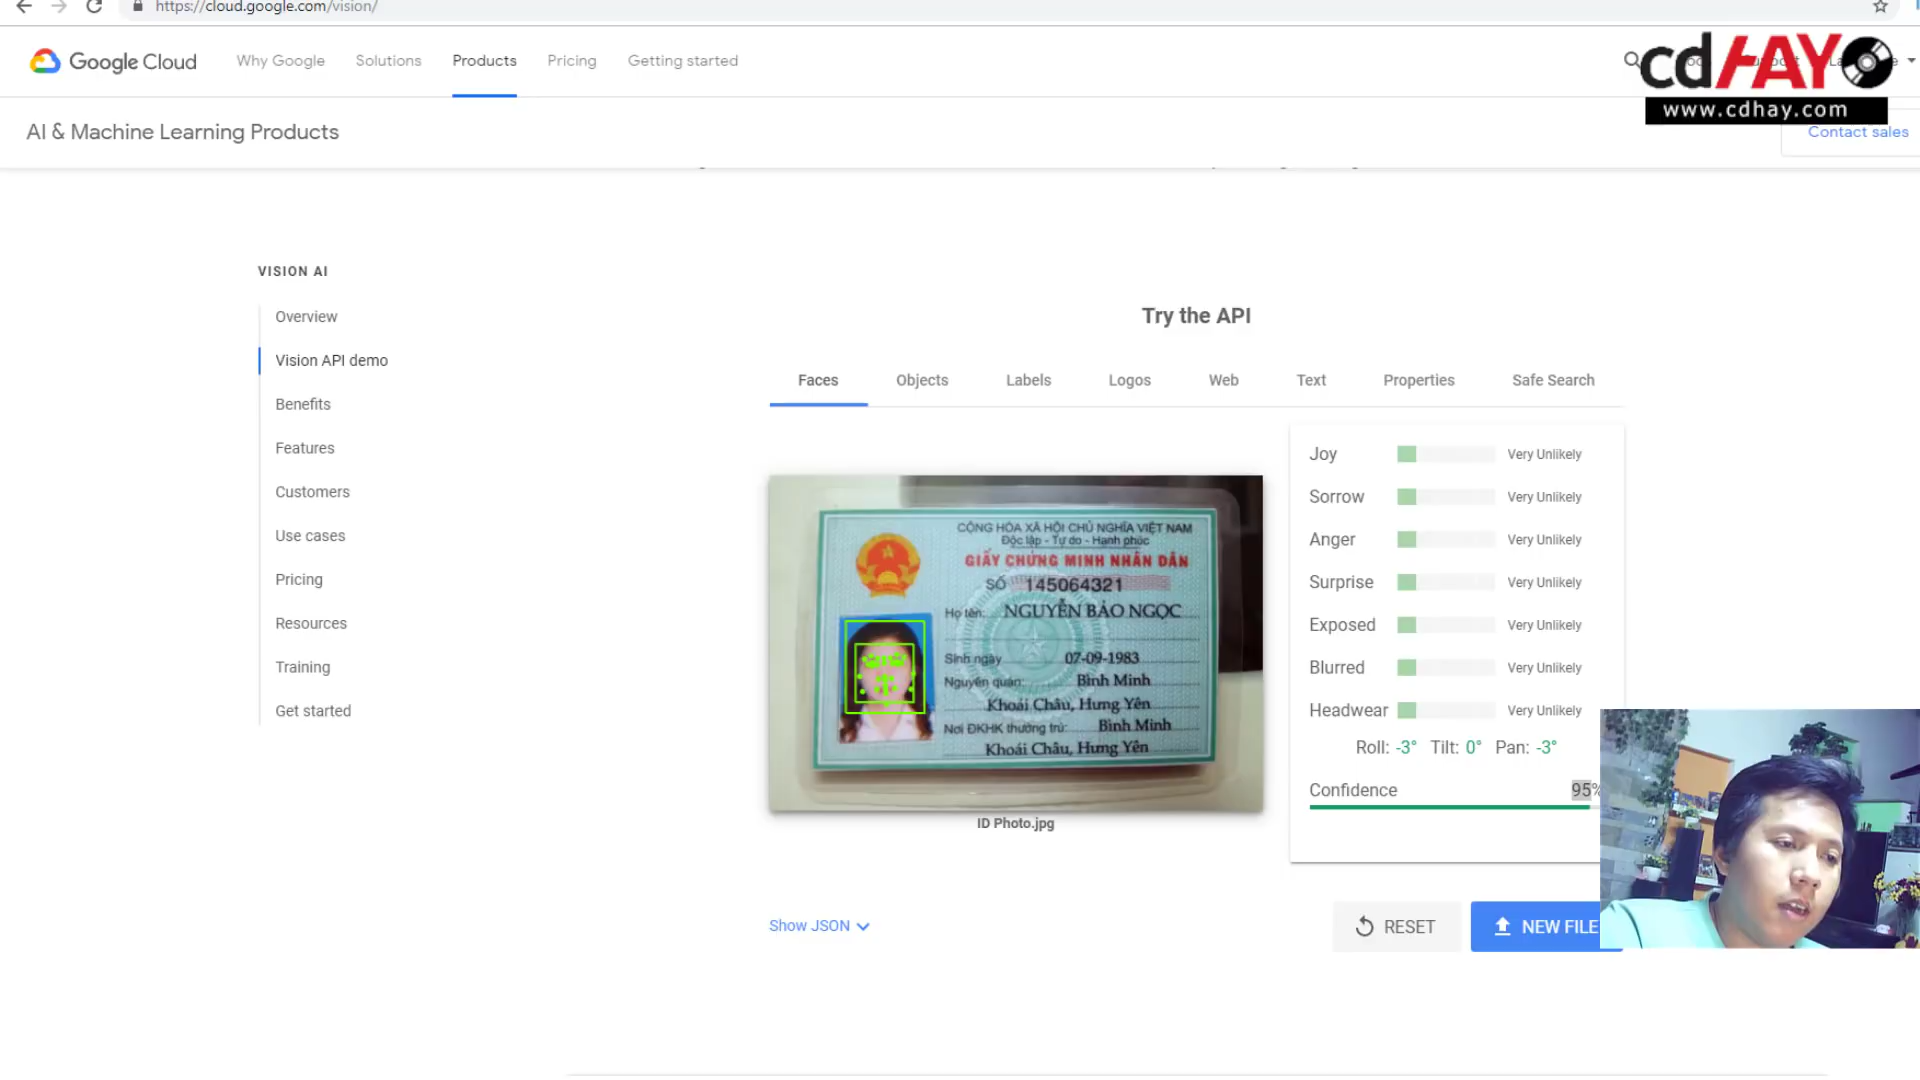 https://cloud.google.com/vision/
Google Cloud
Why Google
Solutions
Products
Pricing
Getting started
cdHAY
www.cdhay.com
AI & Machine Learning Products
Contact sales
VISION AI
Overview
Vision API demo
Benefits
Features
Customers
Use cases
Pricing
Resources
Training
Get started
Try the API
Faces
Objects
Labels
Logos
Web
Text
Properties
Safe Search
CỘNG HÒA XÃ HỘI CHỦ NGHĨA VIỆT NAM
Độc lập - Tự do - Hạnh phúc
GIẤY CHỨNG MINH NHÂN DÂN
SỐ 145064321
Họ tên: NGUYỄN BẢO NGỌC
Sinh ngày 07-09-1983
Nguyên quán: Bình Minh
Khoái Châu, Hưng Yên
Nơi ĐKHK thường trú: Bình Minh
Khoái Châu, Hưng Yên
ID Photo.jpg
Joy Very Unlikely
Sorrow Very Unlikely
Anger Very Unlikely
Surprise Very Unlikely
Exposed Very Unlikely
Blurred Very Unlikely
Headwear Very Unlikely
Roll: -3° Tilt: 0° Pan: -3°
Confidence 95%
Show JSON
RESET
NEW FILE